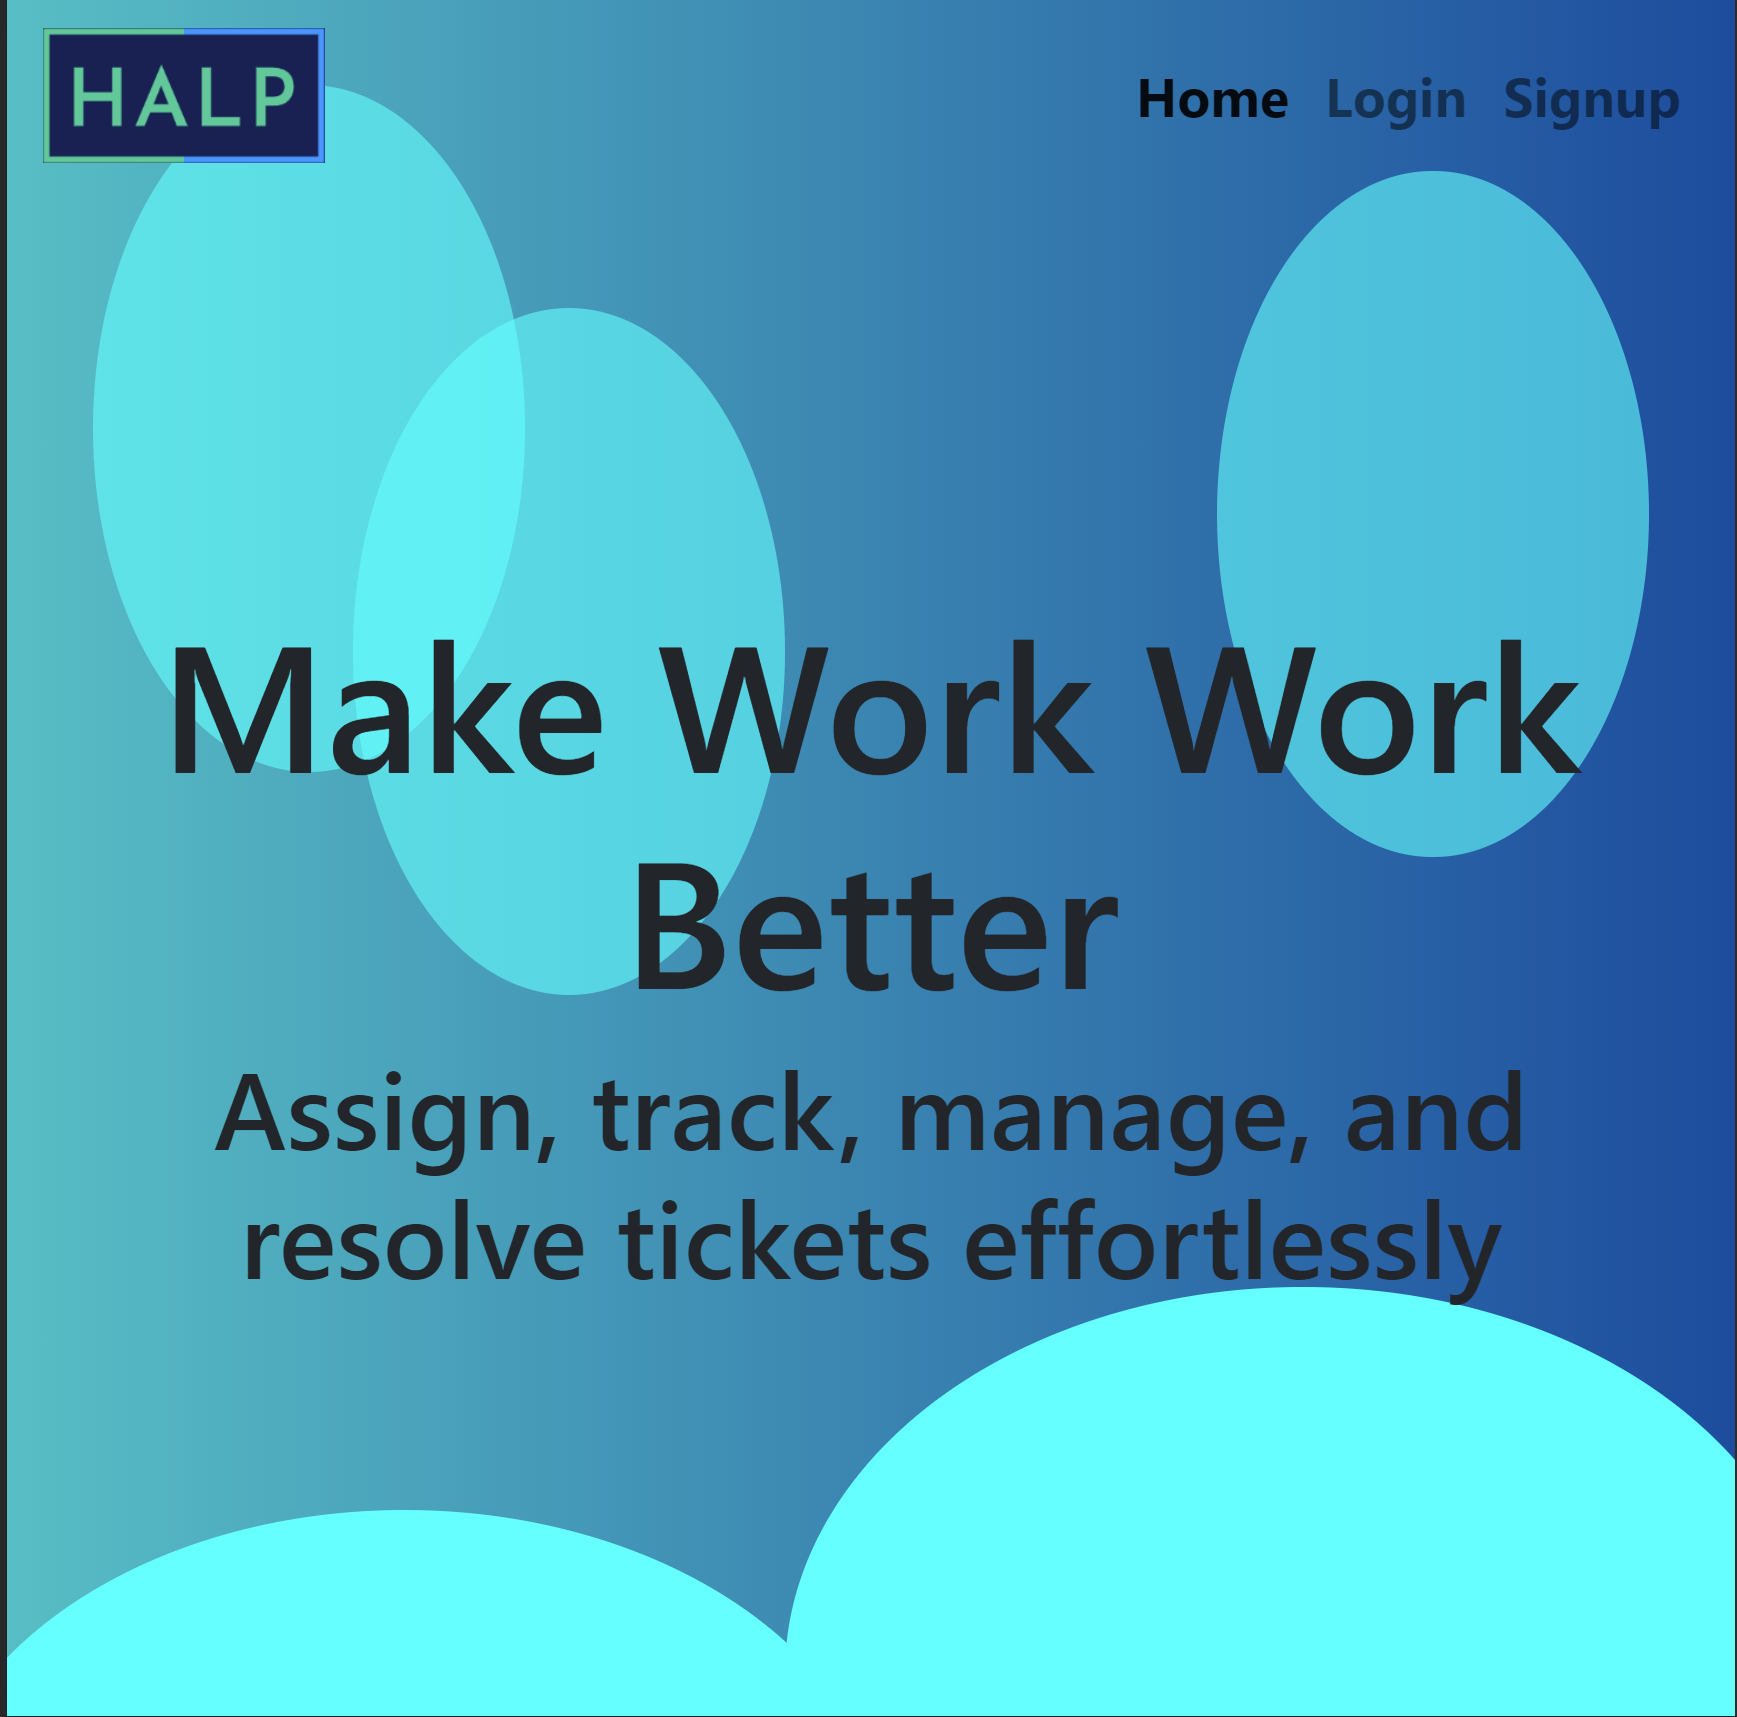 HALP
Home Login Signup
Make Work Work
Better
Assign, track, manage, and
resolve tickets effortlessly